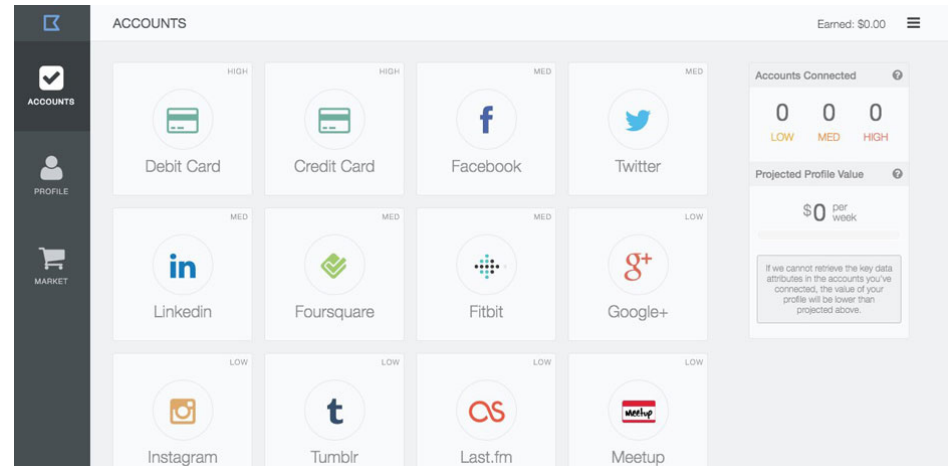 ACCOUNTS
Earned: $0.00
ACCOUNTS
PROFILE
MARKET
HIGH
Debit Card
HIGH
Credit Card
MED
Facebook
MED
Twitter
MED
Linkedin
MED
Foursquare
MED
Fitbit
LOW
Google+
LOW
Instagram
LOW
Tumblr
LOW
Last.fm
LOW
Meetup
Meetup
Accounts Connected
0 0 0
LOW MED HIGH
Projected Profile Value
$0 per
week
If we cannot retrieve the key data
attributes in the accounts you've
connected, the value of your
profile will be lower than
projected above.